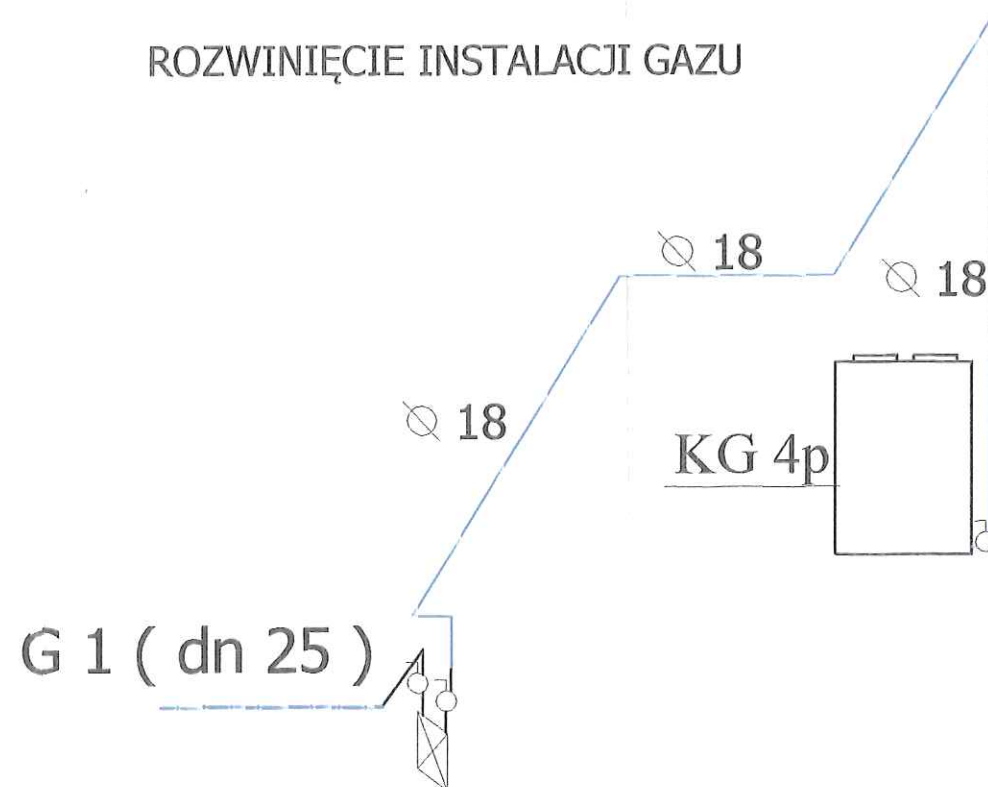 ROZWINIĘCIE INSTALACJI GAZU
⌀ 18
⌀ 18
⌀ 18
KG 4p
G 1 ( dn 25 )